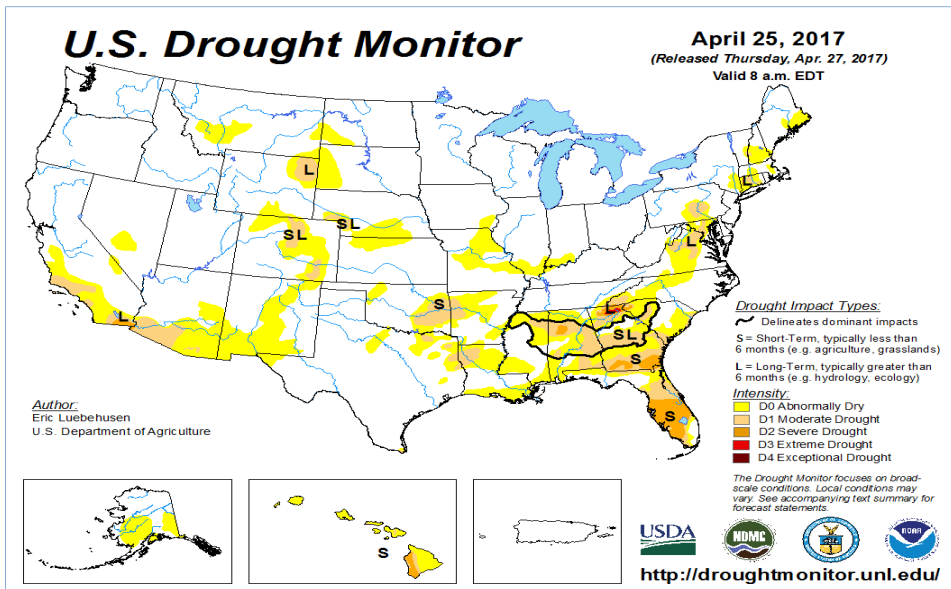 U.S. Drought Monitor
April 25, 2017
(Released Thursday, Apr. 27, 2017)
Valid 8 a.m. EDT
L
SL
SL
L
L
L
S
L
SL
S
S
Drought Impact Types:
Delineates dominant impacts
S = Short-Term, typically less than
6 months (e.g. agriculture, grasslands)
L = Long-Term, typically greater than
6 months (e.g. hydrology, ecology)
Intensity:
D0 Abnormally Dry
D1 Moderate Drought
D2 Severe Drought
D3 Extreme Drought
D4 Exceptional Drought
Author:
Eric Luebehusen
U.S. Department of Agriculture
The Drought Monitor focuses on broad-
scale conditions. Local conditions may
vary. See accompanying text summary for
forecast statements.
S
USDA
NDMC
NOAA
http://droughtmonitor.unl.edu/